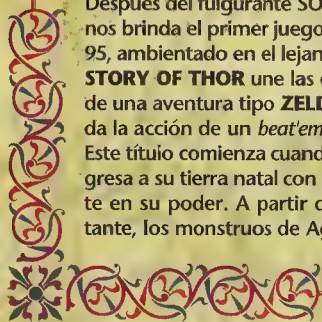 Después del fulgurante SO
nos brinda el primer juego
95, ambientado en el lejan
STORY OF THOR une las
de una aventura tipo ZELD
da la acción de un beat'em
Este título comienza cuand
gresa a su tierra natal con
te en su poder. A partir
tante, los monstruos de Ag